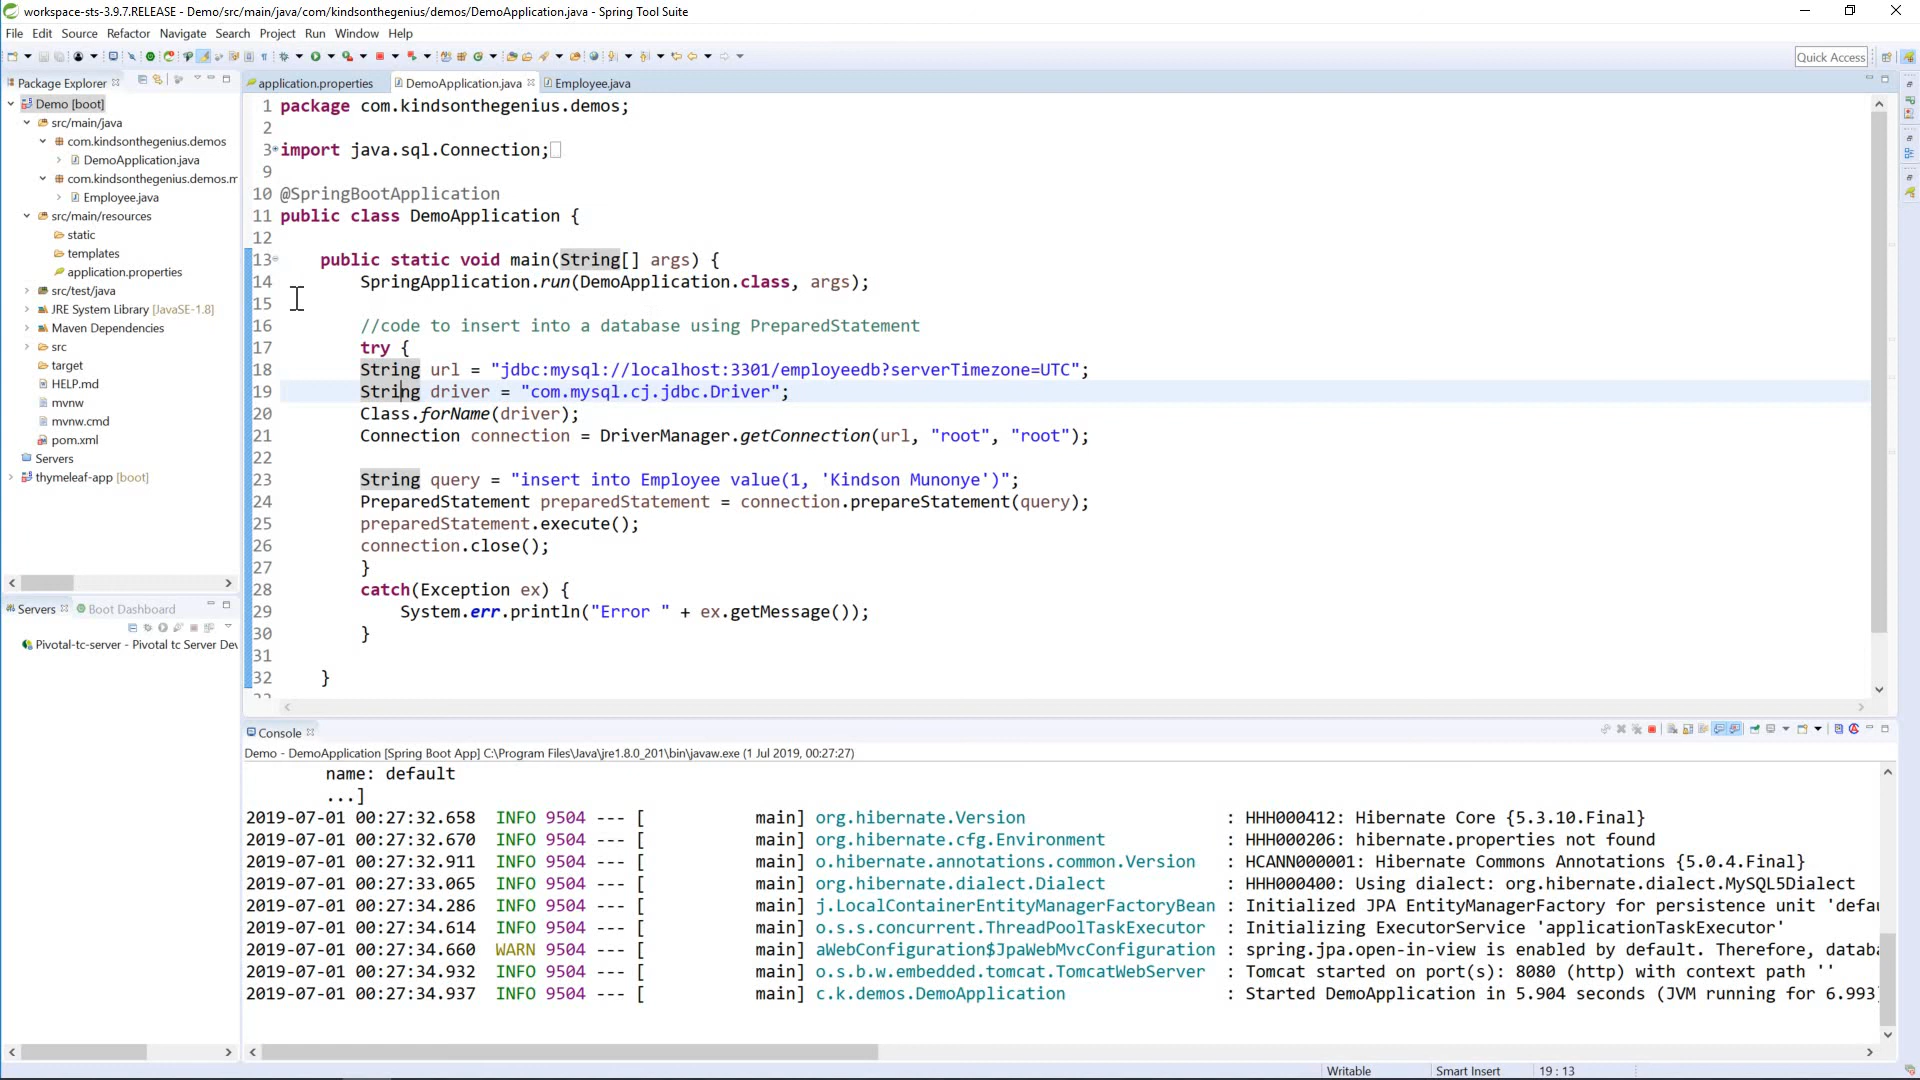 workspace-sts-3.9.7.RELEASE - Demo/src/main/java/com/kindsonthegenius/demos/DemoApplication.java - Spring Tool Suite
File Edit Source Refactor Navigate Search Project Run Window Help
Quick Access
Package Explorer
Demo [boot]
src/main/java
com.kindsonthegenius.demos
DemoApplication.java
com.kindsonthegenius.demos.m
Employee.java
src/main/resources
static
templates
application.properties
src/test/java
JRE System Library [JavaSE-1.8]
Maven Dependencies
src
target
HELP.md
mvnw
mvnw.cmd
pom.xml
Servers
thymeleaf-app [boot]
Servers Boot Dashboard
Pivotal-tc-server - Pivotal tc Server Dev
application.properties DemoApplication.java Employee.java
1 package com.kindsonthegenius.demos;
2
3 import java.sql.Connection;
9
10 @SpringBootApplication
11 public class DemoApplication {
12
13 public static void main(String[] args) {
14 SpringApplication.run(DemoApplication.class, args);
15
16 //code to insert into a database using PreparedStatement
17 try {
18 String url = "jdbc:mysql://localhost:3301/employeedb?serverTimezone=UTC";
19 String driver = "com.mysql.cj.jdbc.Driver";
20 Class.forName(driver);
21 Connection connection = DriverManager.getConnection(url, "root", "root");
22
23 String query = "insert into Employee value(1, 'Kindson Munonye')";
24 PreparedStatement preparedStatement = connection.prepareStatement(query);
25 preparedStatement.execute();
26 connection.close();
27 }
28 catch(Exception ex) {
29 System.err.println("Error " + ex.getMessage());
30 }
31
32 }
Console
Demo - DemoApplication [Spring Boot App] C:\Program Files\Java\jre1.8.0_201\bin\javaw.exe (1 Jul 2019, 00:27:27)
name: default
...]
2019-07-01 00:27:32.658 INFO 9504 --- [ main] org.hibernate.Version : HHH000412: Hibernate Core {5.3.10.Final}
2019-07-01 00:27:32.670 INFO 9504 --- [ main] org.hibernate.cfg.Environment : HHH000206: hibernate.properties not found
2019-07-01 00:27:32.911 INFO 9504 --- [ main] o.hibernate.annotations.common.Version : HCANN000001: Hibernate Commons Annotations {5.0.4.Final}
2019-07-01 00:27:33.065 INFO 9504 --- [ main] org.hibernate.dialect.Dialect : HHH000400: Using dialect: org.hibernate.dialect.MySQL5Dialect
2019-07-01 00:27:34.286 INFO 9504 --- [ main] j.LocalContainerEntityManagerFactoryBean : Initialized JPA EntityManagerFactory for persistence unit 'defau
2019-07-01 00:27:34.614 INFO 9504 --- [ main] o.s.s.concurrent.ThreadPoolTaskExecutor : Initializing ExecutorService 'applicationTaskExecutor'
2019-07-01 00:27:34.660 WARN 9504 --- [ main] aWebConfiguration$JpaWebMvcConfiguration : spring.jpa.open-in-view is enabled by default. Therefore, databa
2019-07-01 00:27:34.932 INFO 9504 --- [ main] o.s.b.w.embedded.tomcat.TomcatWebServer : Tomcat started on port(s): 8080 (http) with context path ''
2019-07-01 00:27:34.937 INFO 9504 --- [ main] c.k.demos.DemoApplication : Started DemoApplication in 5.904 seconds (JVM running for 6.993
Writable Smart Insert 19 : 13